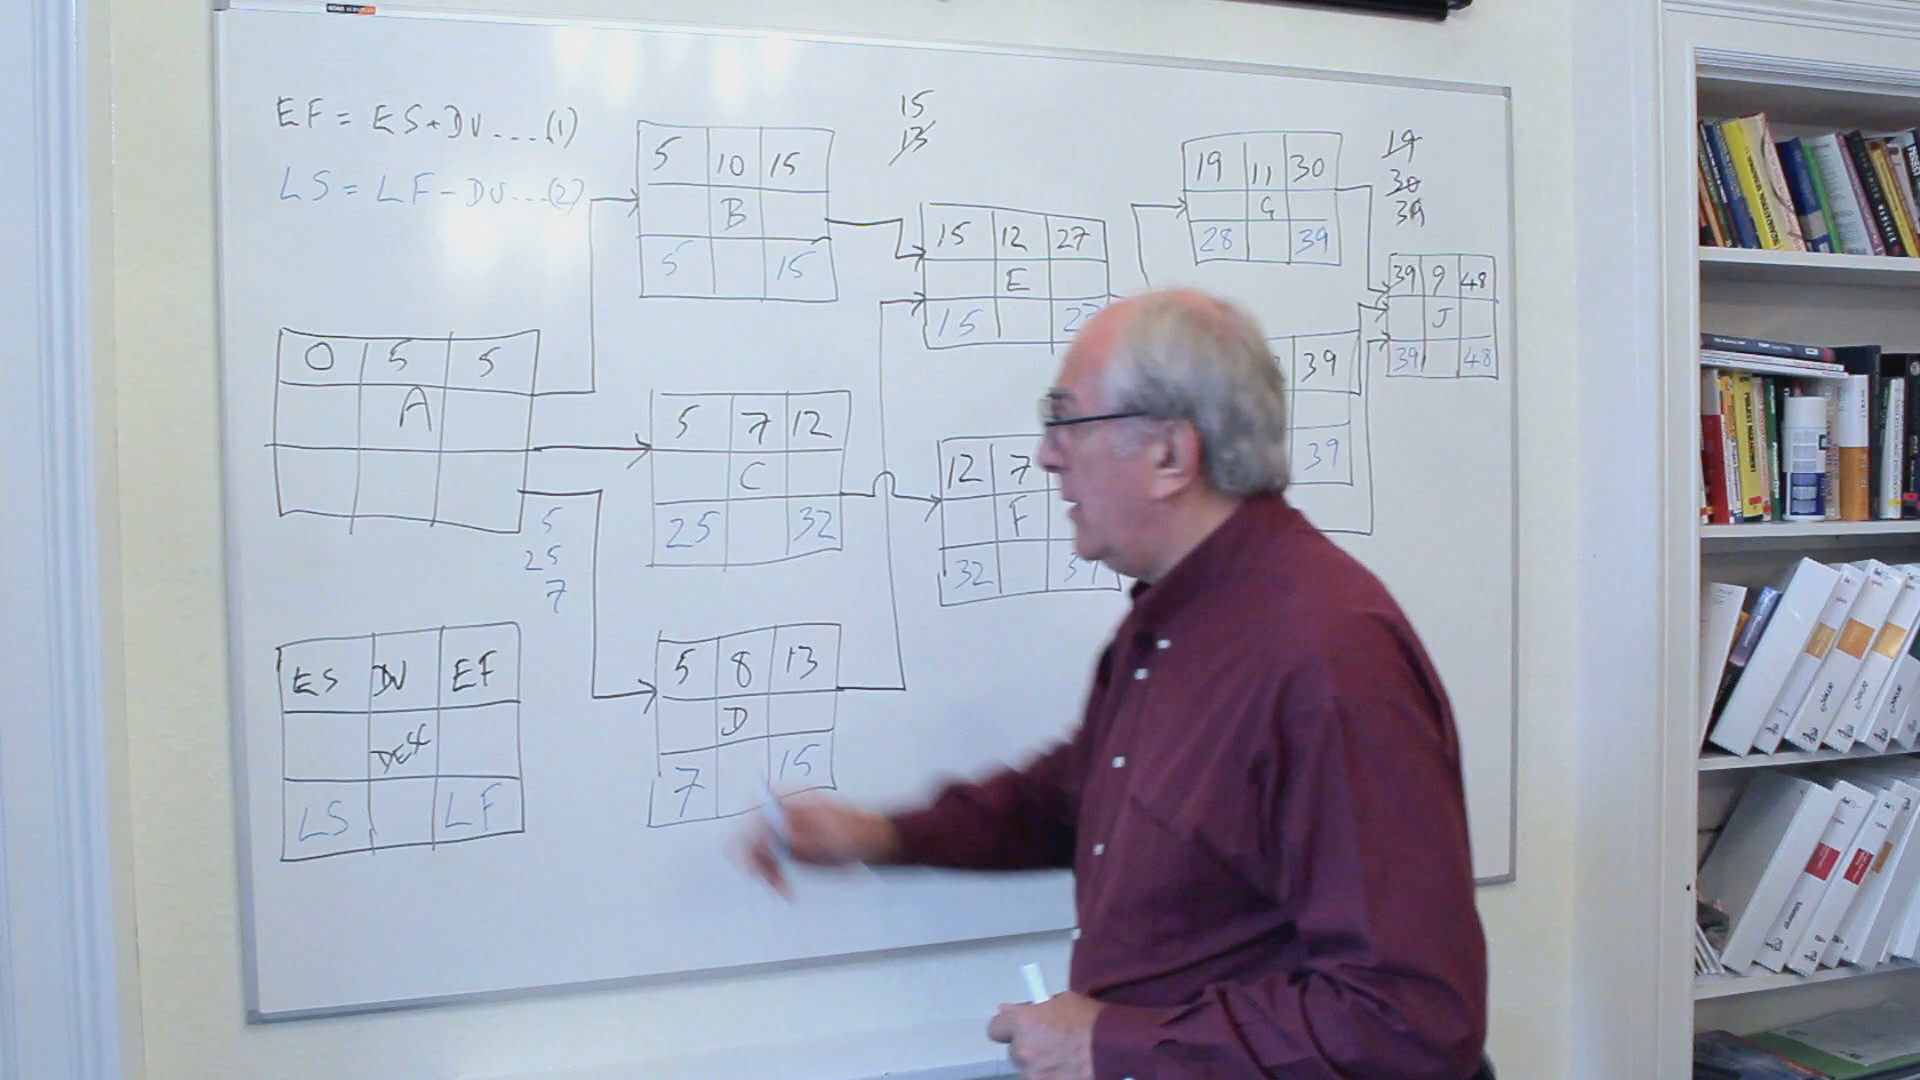 EF = ES + DU .... (1)
LS = LF - DU .... (2)
15
13
5 10 15
B
5 15
19 11 30
G
28 39
19
30
39
15 12 27
E
15
39 9 48
J
39 48
0 5 5
A
5
25
7
5 7 12
C
25 32
12 7
F
32
39
39
ES DU EF
LS LF
5 8 13
D
7 15